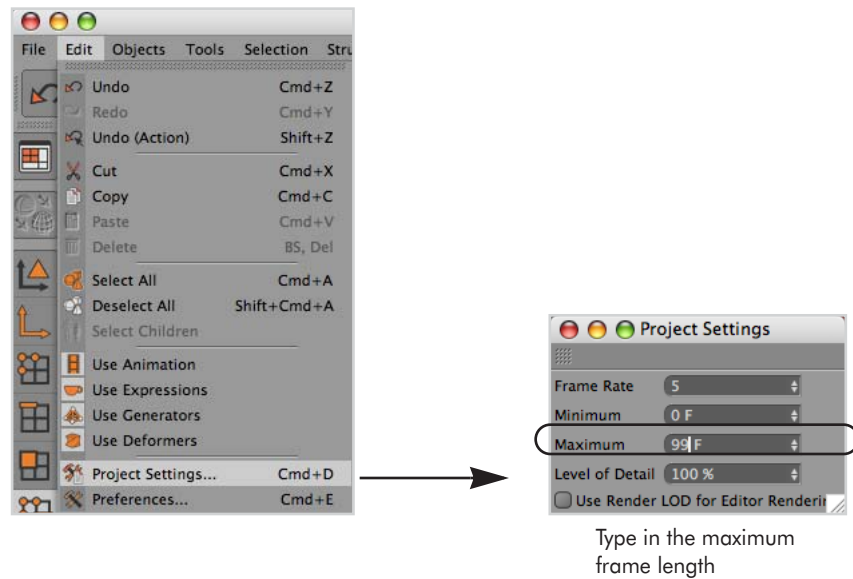 File Edit Objects Tools Selection Stru
Undo Cmd+Z
Redo Cmd+Y
Undo (Action) Shift+Z
Cut Cmd+X
Copy Cmd+C
Paste Cmd+V
Delete BS, Del
Select All Cmd+A
Deselect All Shift+Cmd+A
Select Children
Use Animation
Use Expressions
Use Generators
Use Deformers
Project Settings... Cmd+D
Preferences... Cmd+E
Project Settings
Frame Rate 5
Minimum 0 F
Maximum 99 F
Level of Detail 100 %
Use Render LOD for Editor Renderin
Type in the maximum
frame length